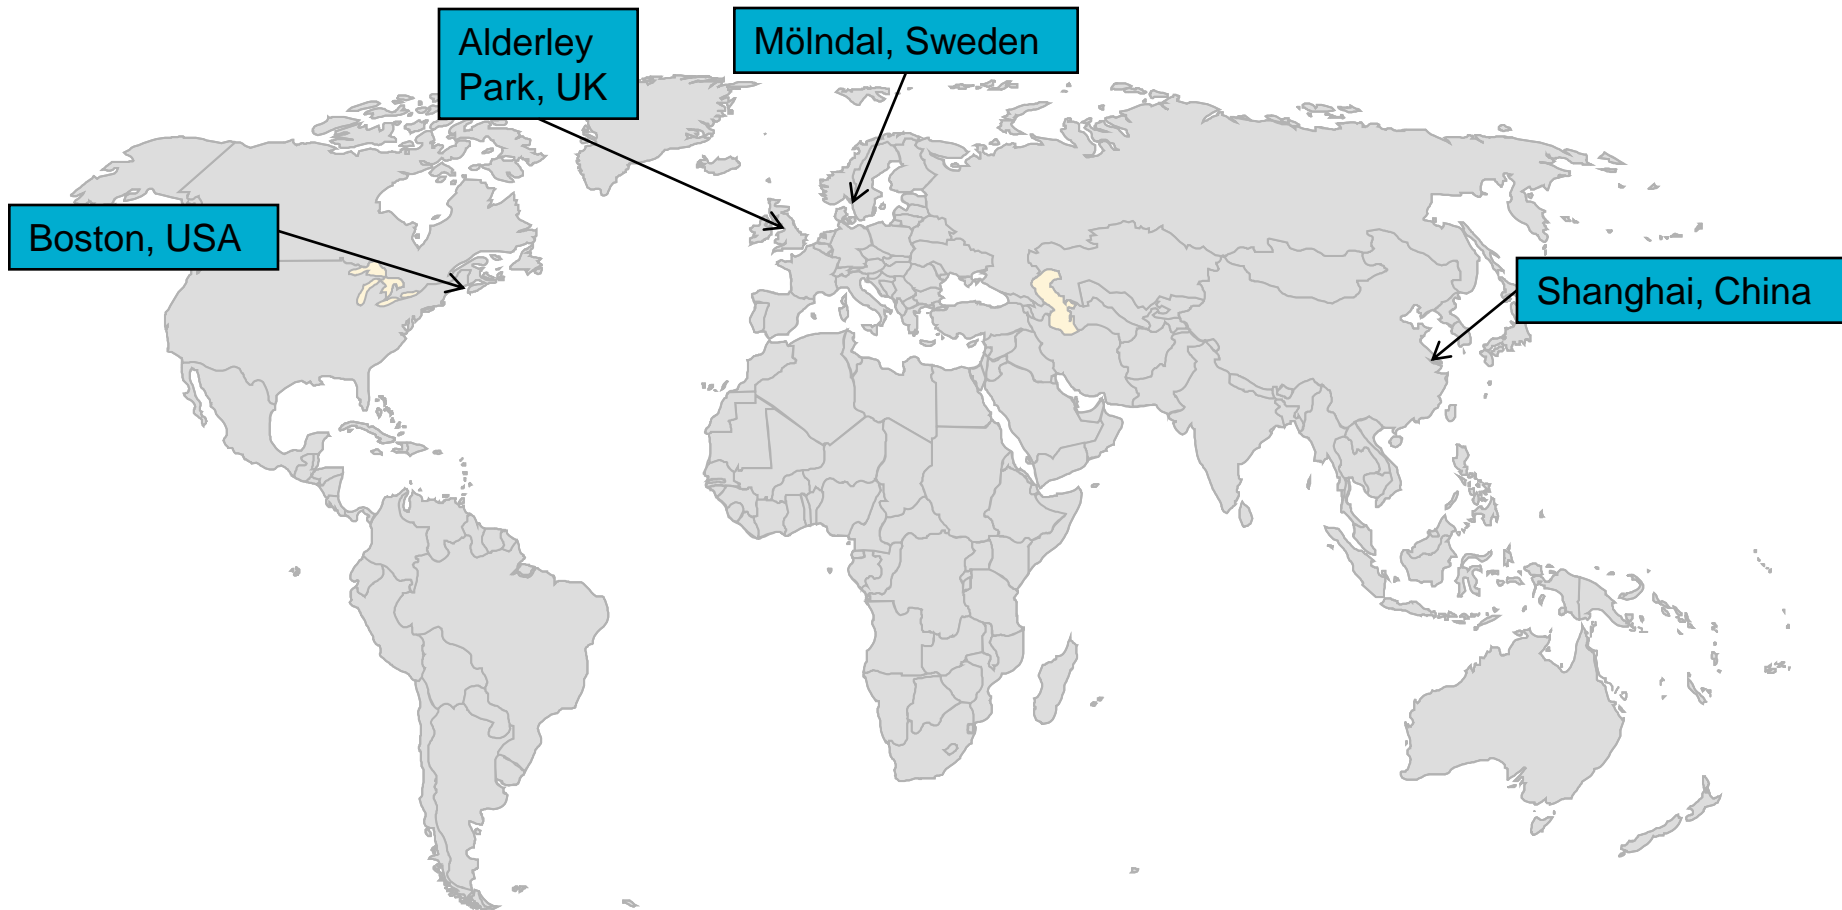 Alderley
Park, UK
Mölndal, Sweden
Boston, USA
Shanghai, China